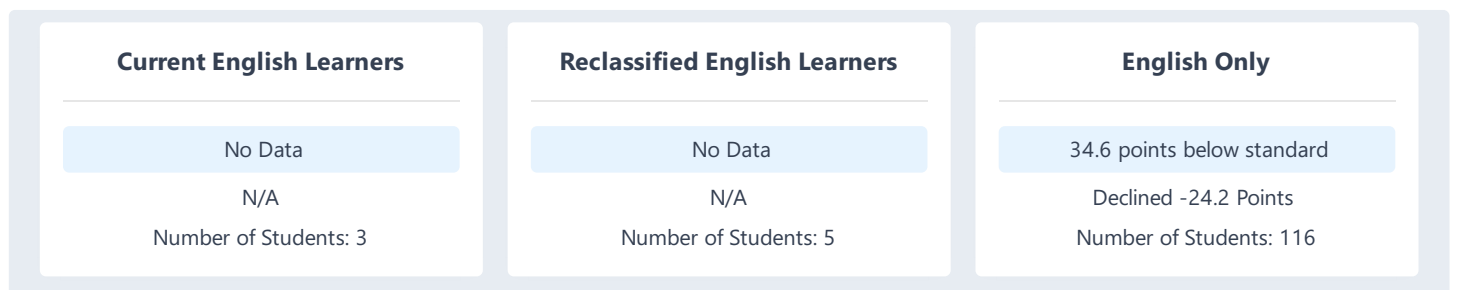 Current English Learners
No Data
N/A
Number of Students: 3
Reclassified English Learners
No Data
N/A
Number of Students: 5
English Only
34.6 points below standard
Declined -24.2 Points
Number of Students: 116